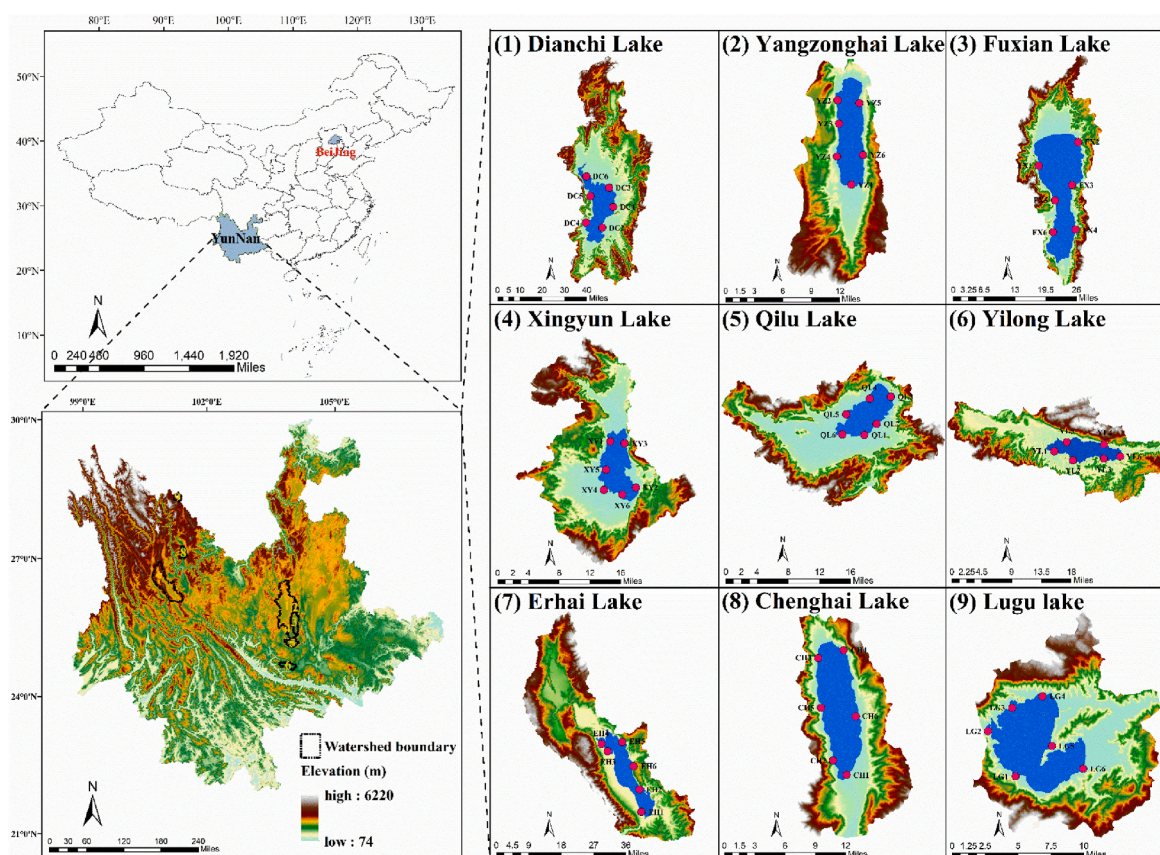 80°E 90°E 100°E 110°E 120°E 130°E
50°N
40°N
30°N
20°N
10°N
BeiJing
YunNan
N
0 240 480 960 1,440 1,920
Miles
99°0'E 102°0'E 105°0'E
30°0'N
27°0'N
24°0'N
21°0'N
Watershed boundary
Elevation (m)
high : 6220
low : 74
N
0 30 60 120 180 240
Miles
(1) Dianchi Lake
DC6
DC3
DC5
DC4
N
0 5 10 20 30 40
Miles
(2) Yangzonghai Lake
YZ2
YZ5
YZ3
YZ4
YZ6
N
0 1.5 3 6 9 12
Miles
(3) Fuxian Lake
FX3
FX6
N
0 3.25 6.5 13 19.5 26
Miles
(4) Xingyun Lake
XY3
XY5
XY4
XY6
N
0 2 4 8 12 16
Miles
(5) Qilu Lake
QL4
QL5
QL6
QL1
N
0 2 4 8 12 16
Miles
(6) Yilong Lake
YL1
YL2
YL6
N
0 2.25 4.5 9 13.5 18
Miles
(7) Erhai Lake
EH4
EH3
EH6
N
0 4.5 9 18 27 36
Miles
(8) Chenghai Lake
CH5
CH6
CH1
N
0 1.5 3 6 9 12
Miles
(9) Lugu lake
LG4
LG3
LG2
LG5
LG6
LG1
N
0 1.25 2.5 5 7.5 10
Miles